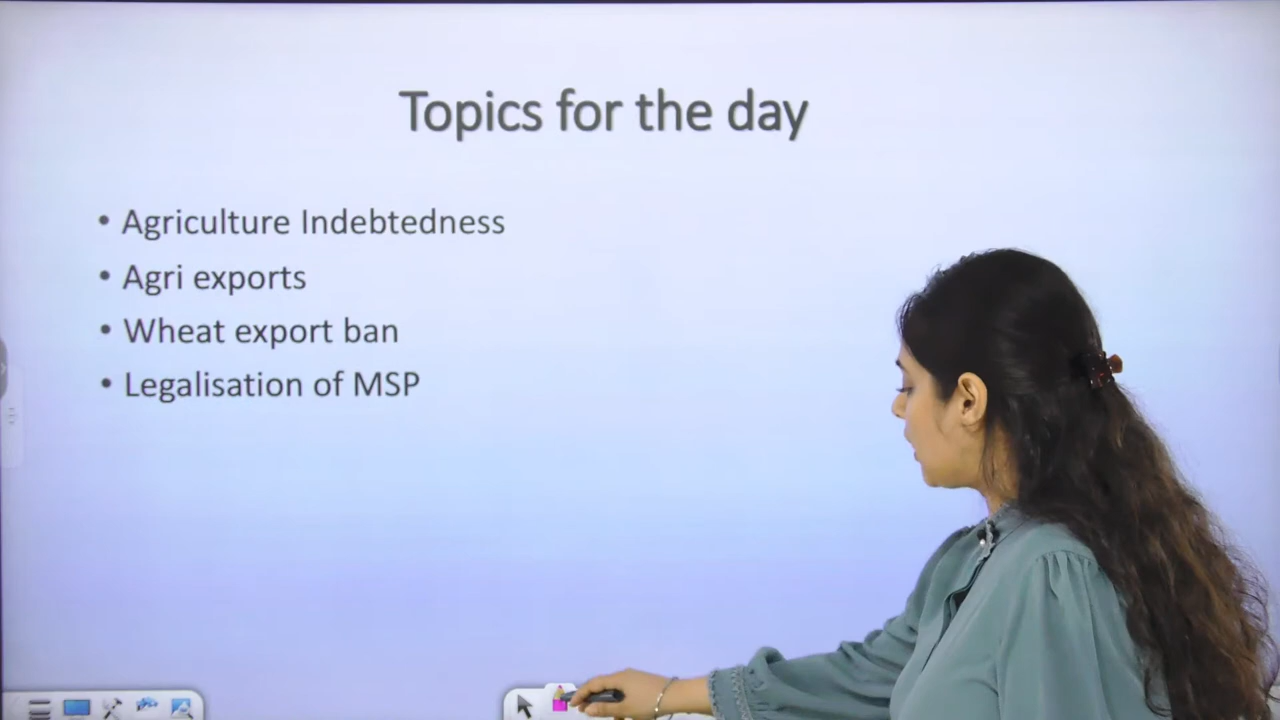 Topics for the day
• Agriculture Indebtedness
• Agri exports
• Wheat export ban
• Legalisation of MSP